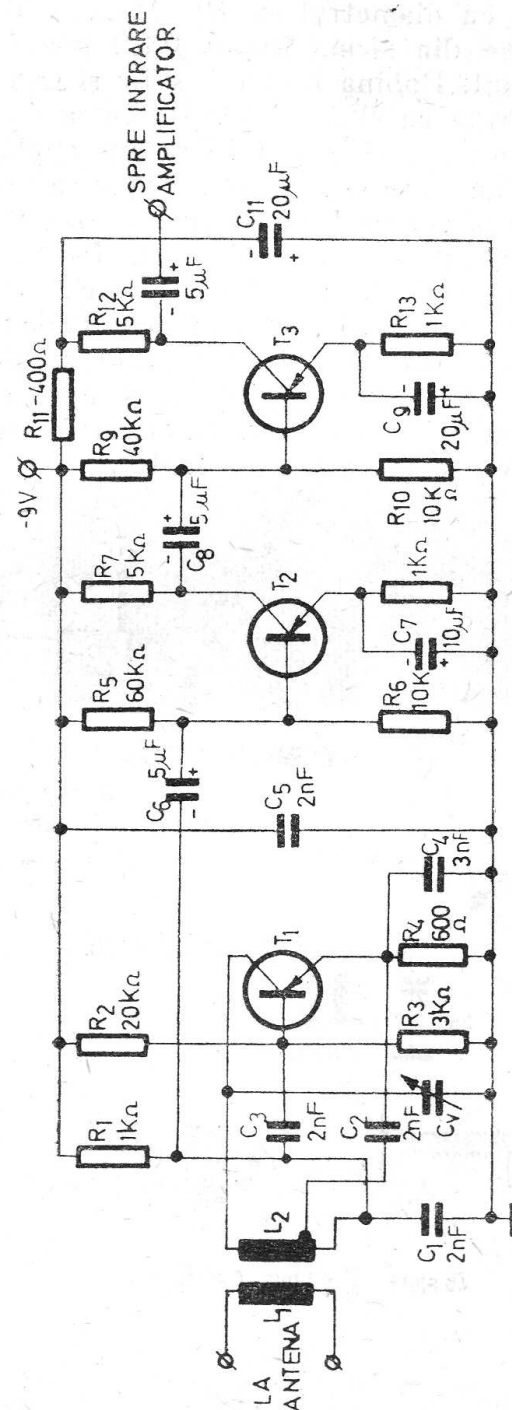 LA
ANTENA
L1
L2
C1
2nF
R1
1KΩ
R2
20KΩ
C3
2nF
C2
2nF
CV
T1
R3
3KΩ
R4
600
Ω
C4
3nF
C5
2nF
C6
5µF
-
+
R5
60KΩ
R6
10K
T2
C7
10µF
-
+
1KΩ
R7
5KΩ
C8
5µF
-
+
-9V
R9
40KΩ
R10
10K
Ω
T3
R11-400Ω
R12
5KΩ
5µF
-
+
C9
20µF
-
+
R13
1KΩ
C11
20µF
-
+
SPRE INTRARE
AMPLIFICATOR